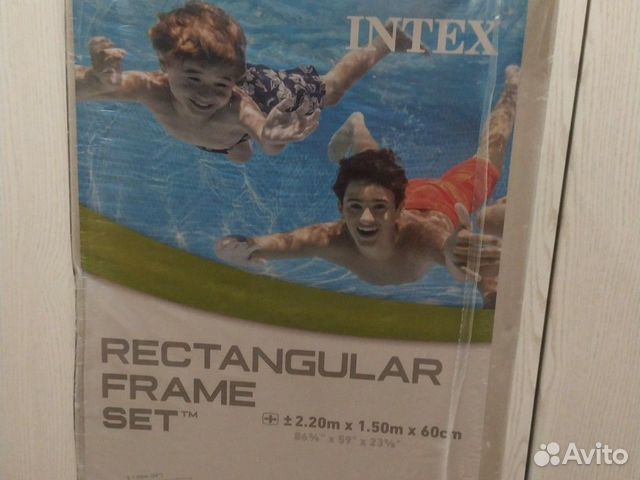 INTEX
RECTANGULAR
FRAME
SET™
± 2.20m x 1.50m x 60cm
86⅝" x 59" x 23⅝"
Avito